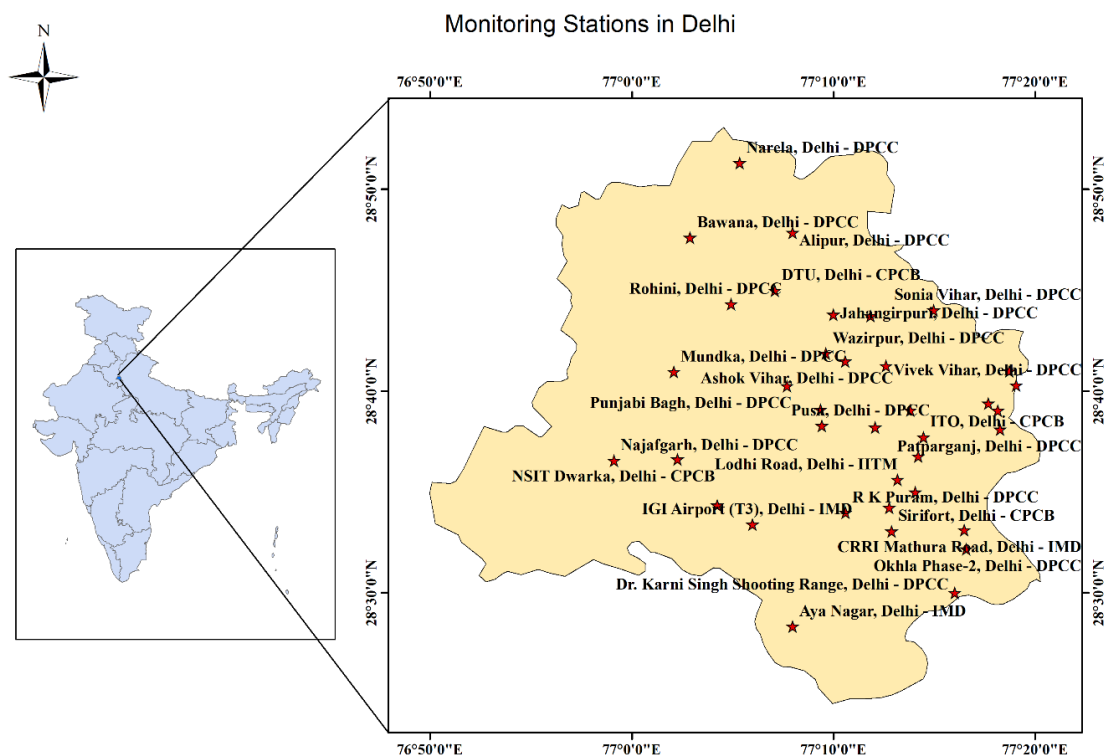 Monitoring Stations in Delhi
N
76°50'0"E
77°0'0"E
77°10'0"E
77°20'0"E
28°50'0"N
28°50'0"N
Narela, Delhi - DPCC
Bawana, Delhi - DPCC
Alipur, Delhi - DPCC
DTU, Delhi - CPCB
Rohini, Delhi - DPCC
Sonia Vihar, Delhi - DPCC
Jahangirpuri, Delhi - DPCC
Wazirpur, Delhi - DPCC
Mundka, Delhi - DPCC
Vivek Vihar, Delhi - DPCC
Ashok Vihar, Delhi - DPCC
28°40'0"N
28°40'0"N
Punjabi Bagh, Delhi - DPCC
Pusa, Delhi - DPCC
ITO, Delhi - CPCB
Najafgarh, Delhi - DPCC
Patparganj, Delhi - DPCC
Lodhi Road, Delhi - IITM
NSIT Dwarka, Delhi - CPCB
R K Puram, Delhi - DPCC
IGI Airport (T3), Delhi - IMD
Sirifort, Delhi - CPCB
CRRI Mathura Road, Delhi - IMD
Okhla Phase-2, Delhi - DPCC
Dr. Karni Singh Shooting Range, Delhi - DPCC
28°30'0"N
28°30'0"N
Aya Nagar, Delhi - IMD
76°50'0"E
77°0'0"E
77°10'0"E
77°20'0"E